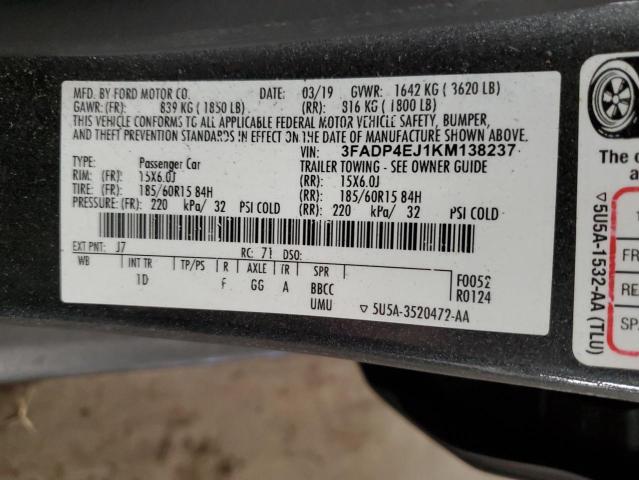 MFD. BY FORD MOTOR CO. DATE: 03/19 GVWR: 1642 KG ( 3620 LB)
GAWR: (FR): 839 KG ( 1850 LB) (RR): 816 KG ( 1800 LB)
THIS VEHICLE CONFORMS TO ALL APPLICABLE FEDERAL MOTOR VEHICLE SAFETY, BUMPER,
AND THEFT PREVENTION STANDARDS IN EFFECT ON THE DATE OF MANUFACTURE SHOWN ABOVE.
VIN: 3FADP4EJ1KM138237
TYPE: Passenger Car TRAILER TOWING - SEE OWNER GUIDE
RIM: (FR): 15X6.0J (RR): 15X6.0J
TIRE: (FR): 185/60R15 84H (RR): 185/60R15 84H
PRESSURE: (FR): 220 kPa/ 32 PSI COLD (RR): 220 kPa/ 32 PSI COLD
EXT PNT: J7 RC: 71 DSO:
WB INT TR TP/PS R AXLE TR SPR F0052
1D F GG A BBCC R0124
UMU ▽ 5U5A-3520472-AA
The c
a
▽ 5U5A-1532-AA (TLU)
FR
RE
SPA